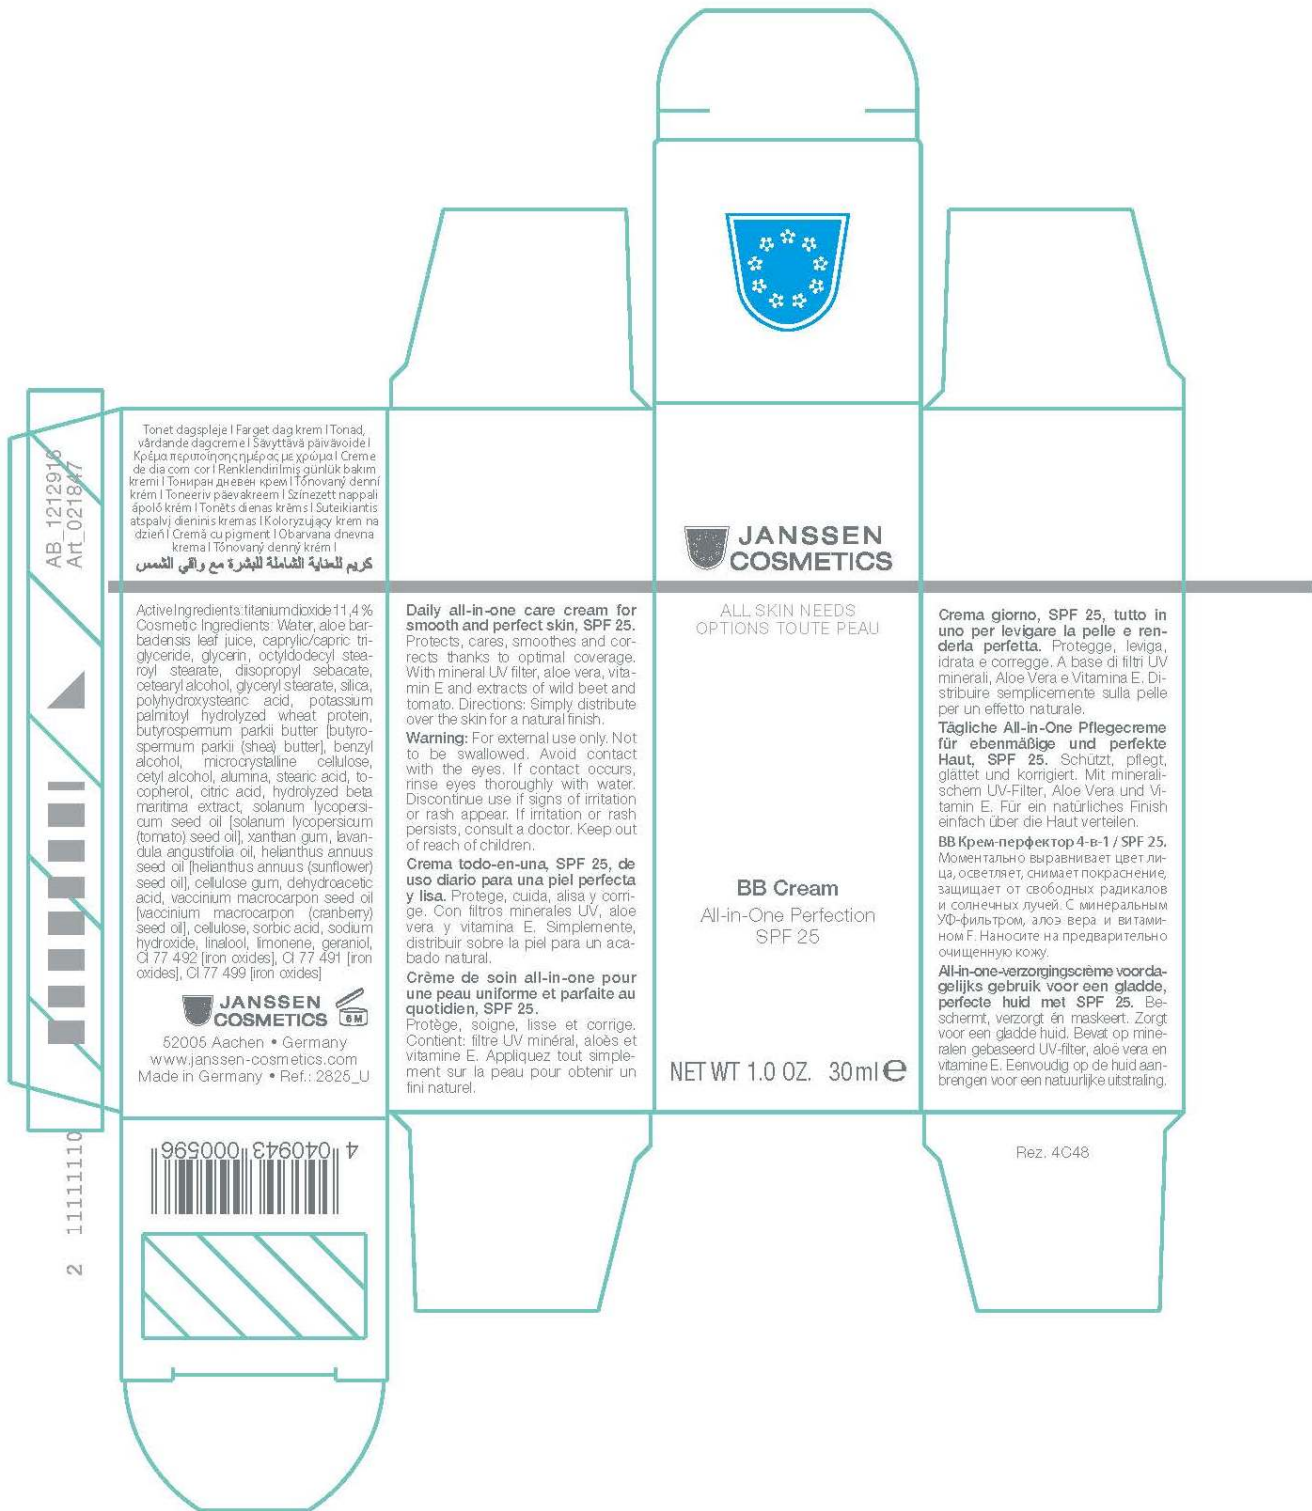 Tonet dagspleje I Farget dag krem I Tonad,
vårdande dagcreme I Sävyttävä päivävoide I
Κρέμα περιποίησης ημέρας με χρώμα I Creme
de dia com cor I Renklendirilmiş günlük bakım
kremi I Тониран дневен крем I Tónovaný denní
krém I Toneeriv päevakreem I Színezett nappali
ápoló krém I Tonēts dienas krēms I Suteikiantis
atspalvį dieninis kremas I Koloryzujący krem na
dzień I Cremă cu pigment I Obarvana dnevna
krema I Tónovaný denný krém I
كريم للعناية الشاملة للبشرة مع واقي الشمس
Active Ingredients: titanium dioxide 11,4 %
Cosmetic Ingredients: Water, aloe bar-
badensis leaf juice, caprylic/capric tri-
glyceride, glycerin, octyldodecyl stea-
royl stearate, diisopropyl sebacate,
cetearyl alcohol, glyceryl stearate, silica,
polyhydroxystearic acid, potassium
palmitoyl hydrolyzed wheat protein,
butyrospermum parkii butter [butyro-
spermum parkii (shea) butter], benzyl
alcohol, microcrystalline cellulose,
cetyl alcohol, alumina, stearic acid, to-
copherol, citric acid, hydrolyzed beta
maritima extract, solanum lycopersi-
cum seed oil [solanum lycopersicum
(tomato) seed oil], xanthan gum, lavan-
dula angustifolia oil, helianthus annuus
seed oil [helianthus annuus (sunflower)
seed oil], cellulose gum, dehydroacetic
acid, vaccinium macrocarpon seed oil
[vaccinium macrocarpon (cranberry)
seed oil], cellulose, sorbic acid, sodium
hydroxide, linalool, limonene, geraniol,
CI 77 492 [iron oxides], CI 77 491 [iron
oxides], CI 77 499 [iron oxides]
JANSSEN
COSMETICS
6 M
52005 Aachen • Germany
www.janssen-cosmetics.com
Made in Germany • Ref.: 2825_U
4 040943 000596
AB_1212916
Art_021847
2 11111110
Daily all-in-one care cream for
smooth and perfect skin, SPF 25.
Protects, cares, smoothes and cor-
rects thanks to optimal coverage.
With mineral UV filter, aloe vera, vita-
min E and extracts of wild beet and
tomato. Directions: Simply distribute
over the skin for a natural finish.
Warning: For external use only. Not
to be swallowed. Avoid contact
with the eyes. If contact occurs,
rinse eyes thoroughly with water.
Discontinue use if signs of irritation
or rash appear. If irritation or rash
persists, consult a doctor. Keep out
of reach of children.
Crema todo-en-una, SPF 25, de
uso diario para una piel perfecta
y lisa. Protege, cuida, alisa y corri-
ge. Con filtros minerales UV, aloe
vera y vitamina E. Simplemente,
distribuir sobre la piel para un aca-
bado natural.
Crème de soin all-in-one pour
une peau uniforme et parfaite au
quotidien, SPF 25.
Protège, soigne, lisse et corrige.
Contient: filtre UV minéral, aloès et
vitamine E. Appliquez tout simple-
ment sur la peau pour obtenir un
fini naturel.
JANSSEN
COSMETICS
ALL SKIN NEEDS
OPTIONS TOUTE PEAU
BB Cream
All-in-One Perfection
SPF 25
NET WT 1.0 OZ. 30 ml ℮
Crema giorno, SPF 25, tutto in
uno per levigare la pelle e ren-
derla perfetta. Protegge, leviga,
idrata e corregge. A base di filtri UV
minerali, Aloe Vera e Vitamina E. Di-
stribuire semplicemente sulla pelle
per un effetto naturale.
Tägliche All-in-One Pflegecreme
für ebenmäßige und perfekte
Haut, SPF 25. Schützt, pflegt,
glättet und korrigiert. Mit minerali-
schem UV-Filter, Aloe Vera und Vi-
tamin E. Für ein natürliches Finish
einfach über die Haut verteilen.
BB Крем-перфектор 4-в-1 / SPF 25.
Моментально выравнивает цвет ли-
ца, осветляет, снимает покраснение,
защищает от свободных радикалов
и солнечных лучей. С минеральным
УФ-фильтром, алоэ вера и витами-
ном F. Наносите на предварительно
очищенную кожу.
All-in-one-verzorgingscrème voor da-
gelijks gebruik voor een gladde,
perfecte huid met SPF 25. Be-
schermt, verzorgt én maskeert. Zorgt
voor een gladde huid. Bevat op mine-
ralen gebaseerd UV-filter, aloë vera en
vitamine E. Eenvoudig op de huid aan-
brengen voor een natuurlijke uitstraling.
Rez. 4C48